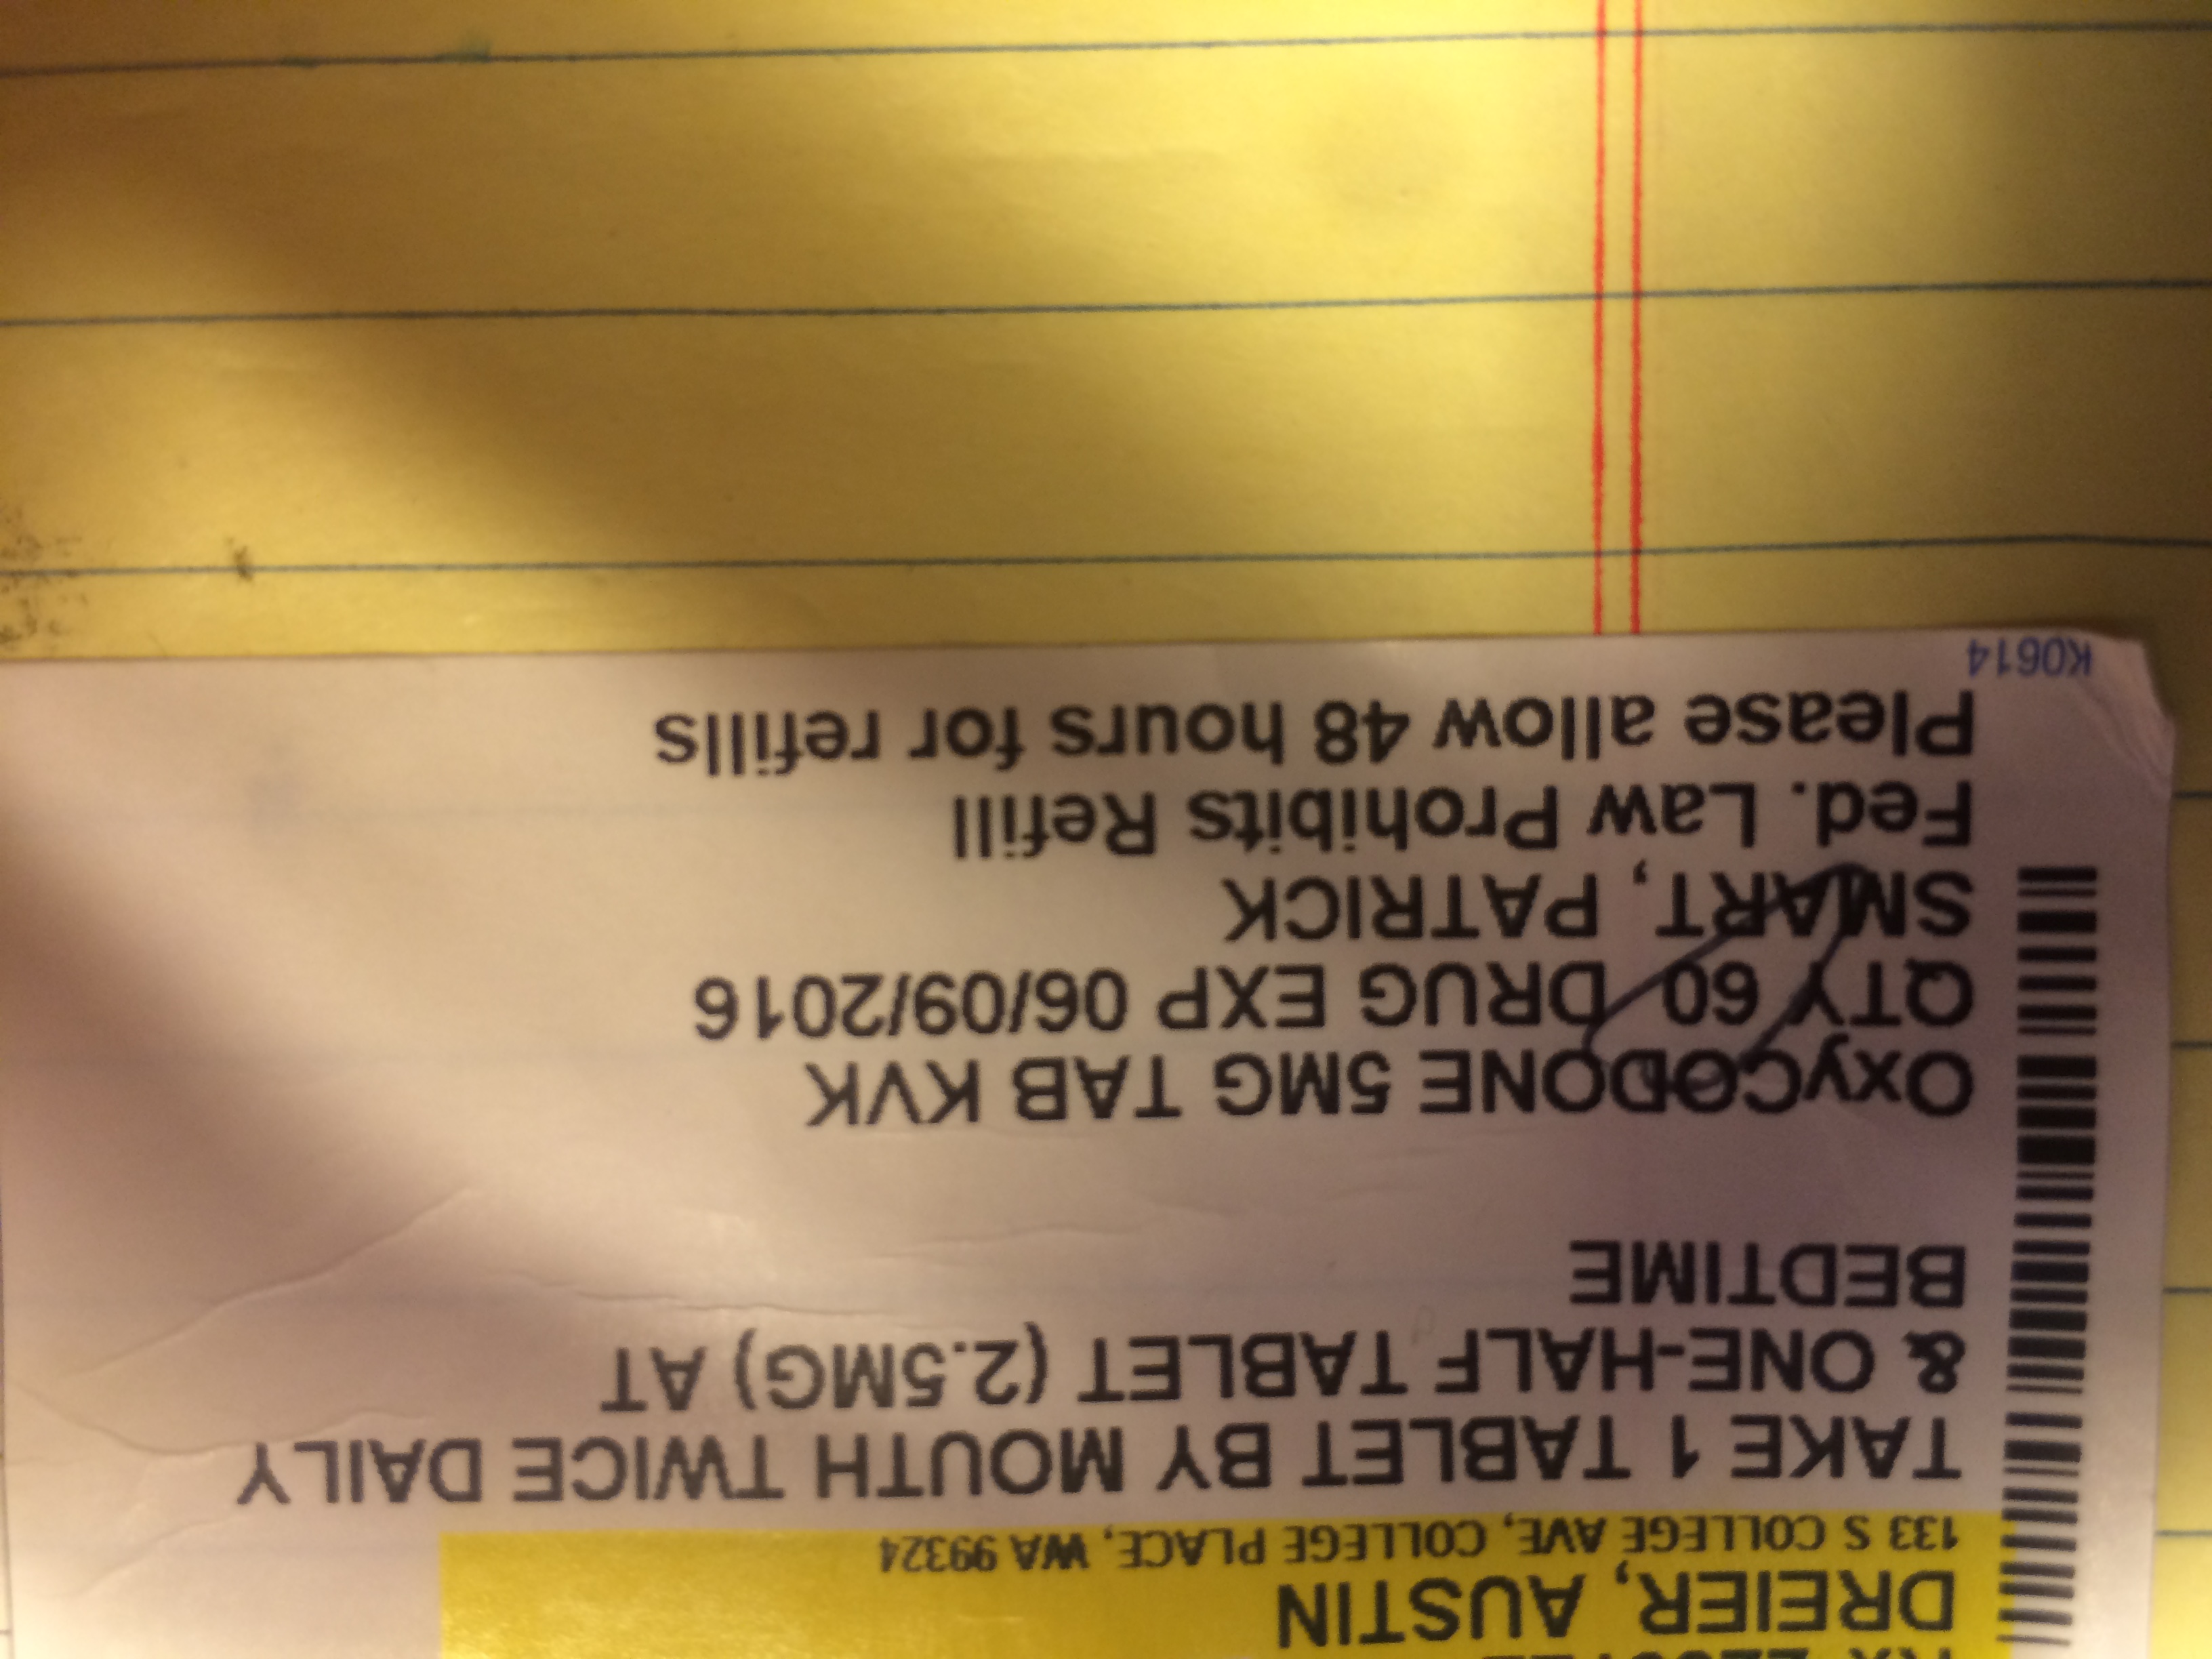 DREIER, AUSTIN
133 S COLLEGE AVE, COLLEGE PLACE, WA 99324
TAKE 1 TABLET BY MOUTH TWICE DAILY
& ONE-HALF TABLET (2.5MG) AT
BEDTIME
OxyCODONE 5MG TAB KVK
QTY 60 DRUG EXP 06/09/2016
SMART, PATRICK
Fed. Law Prohibits Refill
Please allow 48 hours for refills
K0614